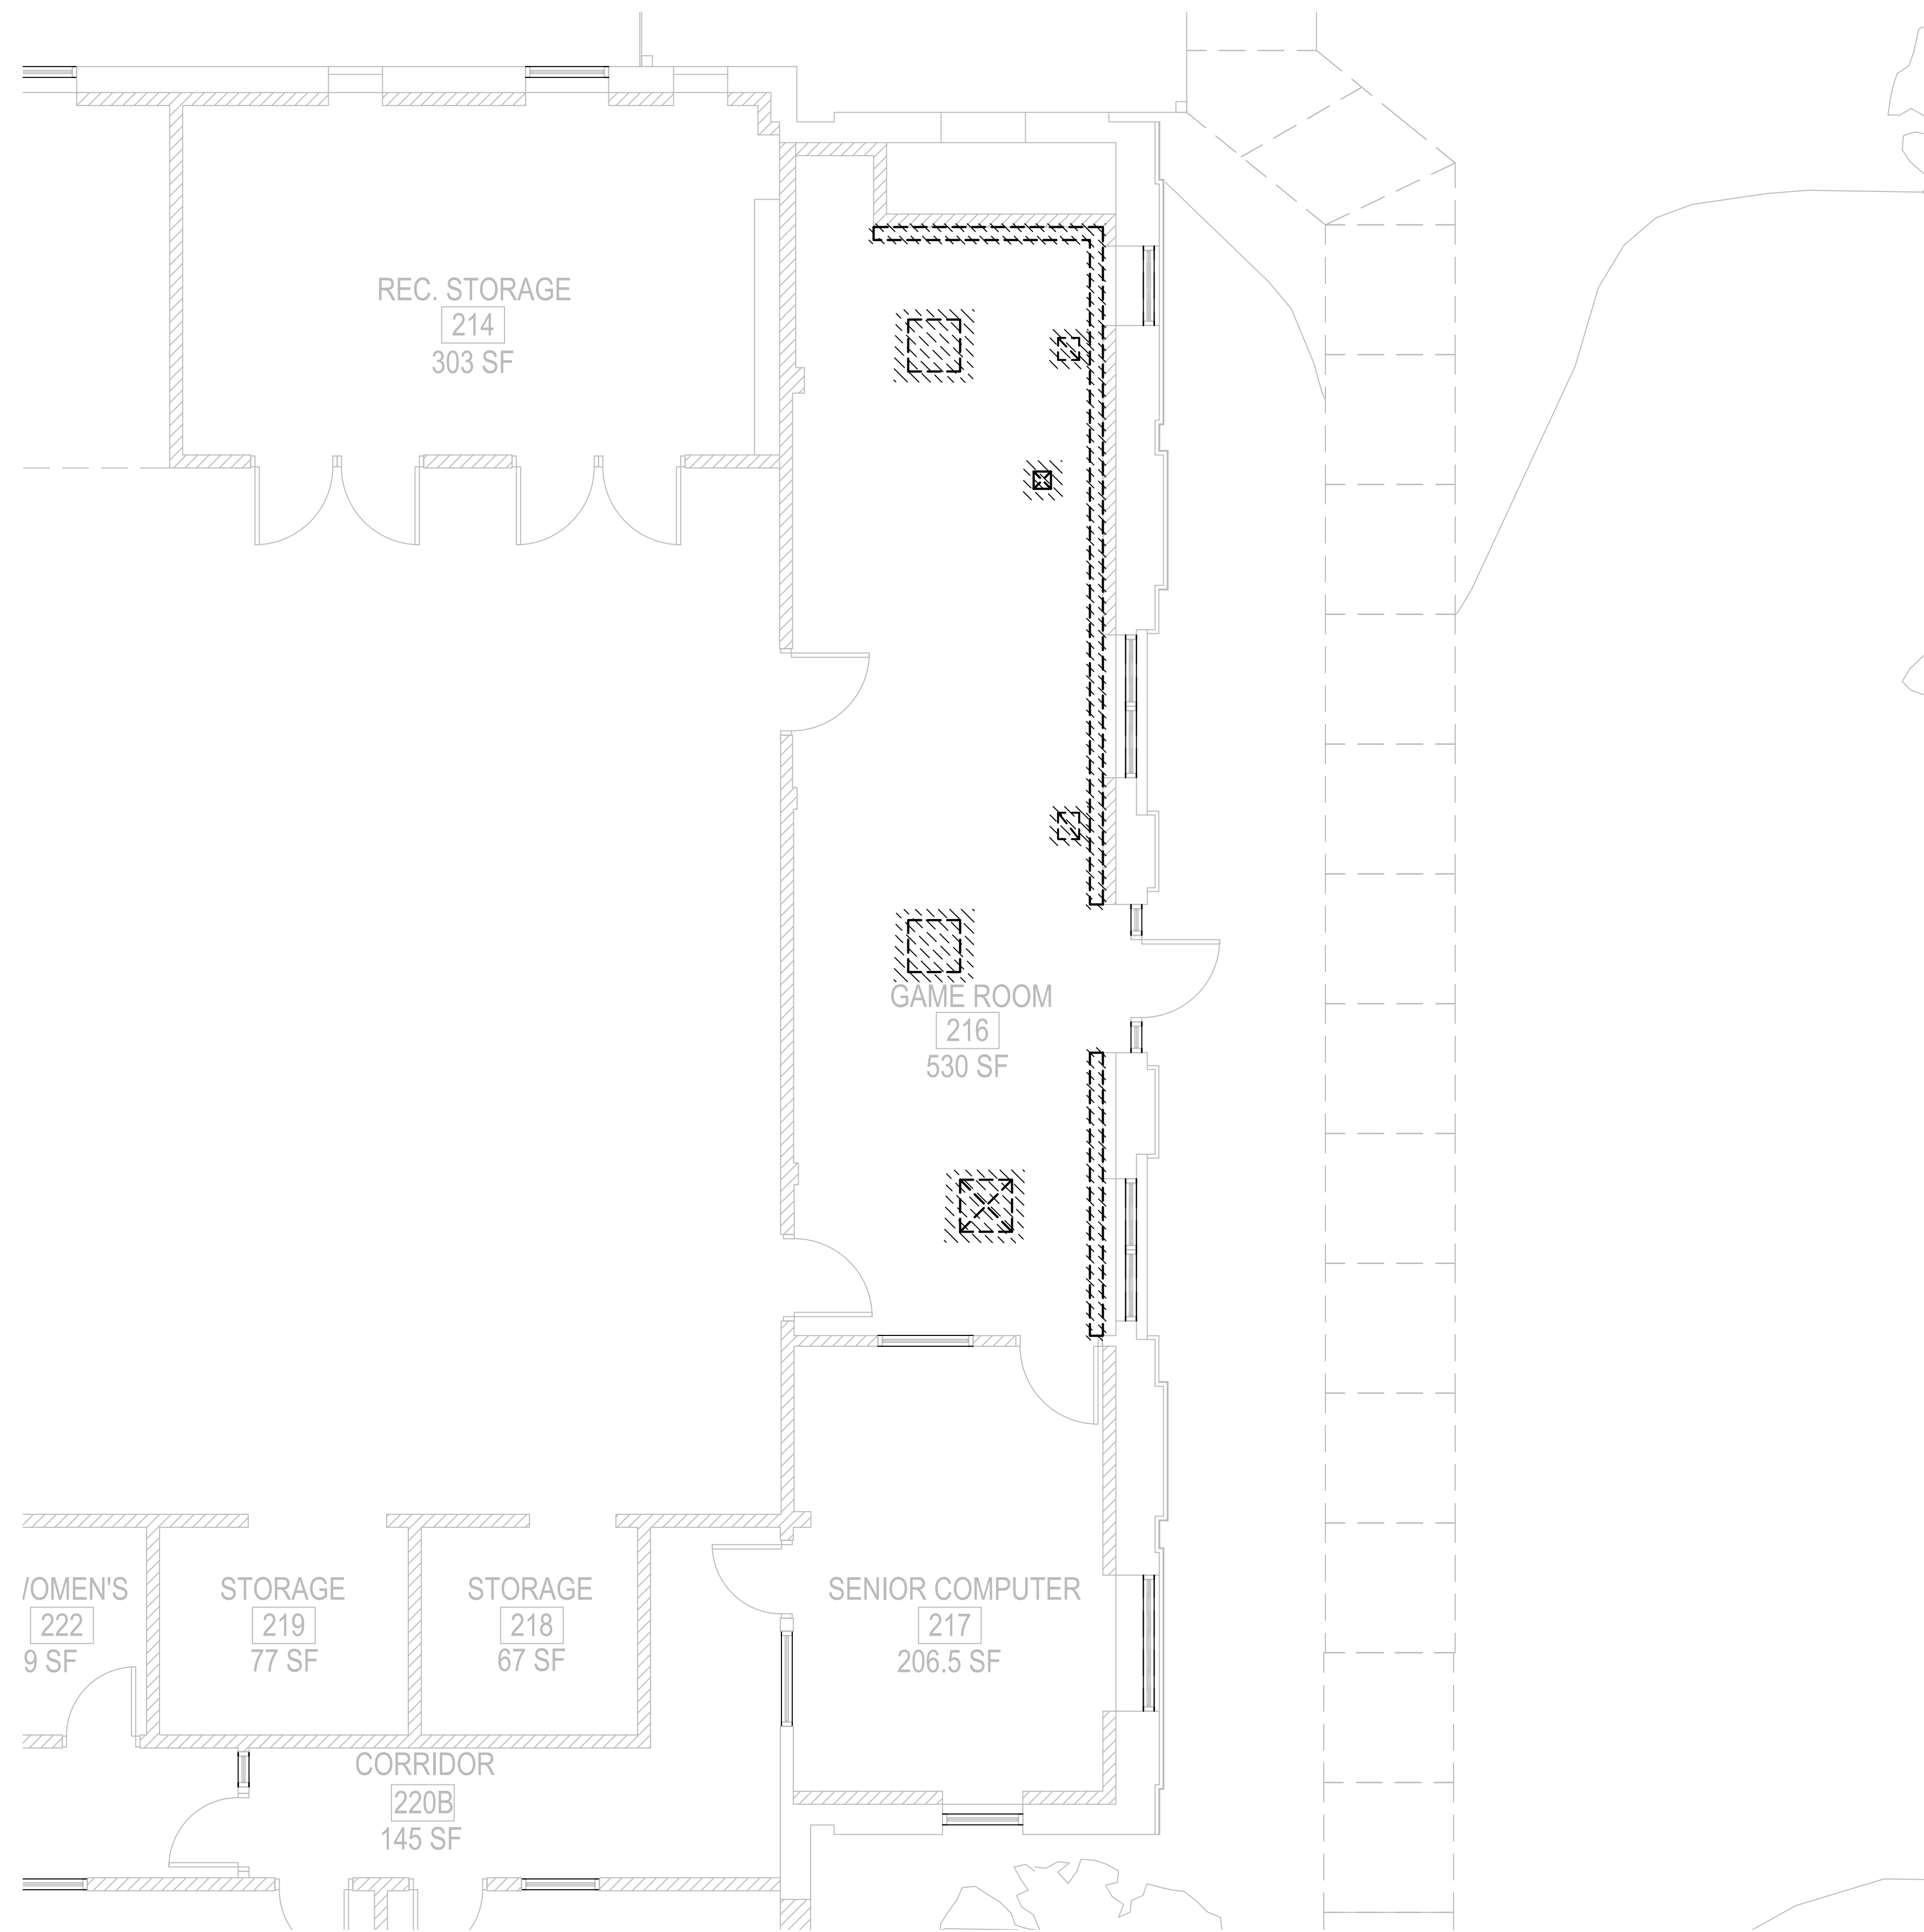 REC. STORAGE
214
303 SF
GAME ROOM
216
530 SF
222
9 SF
STORAGE
219
77 SF
STORAGE
218
67 SF
SENIOR COMPUTER
217
206.5 SF
CORRIDOR
220B
145 SF